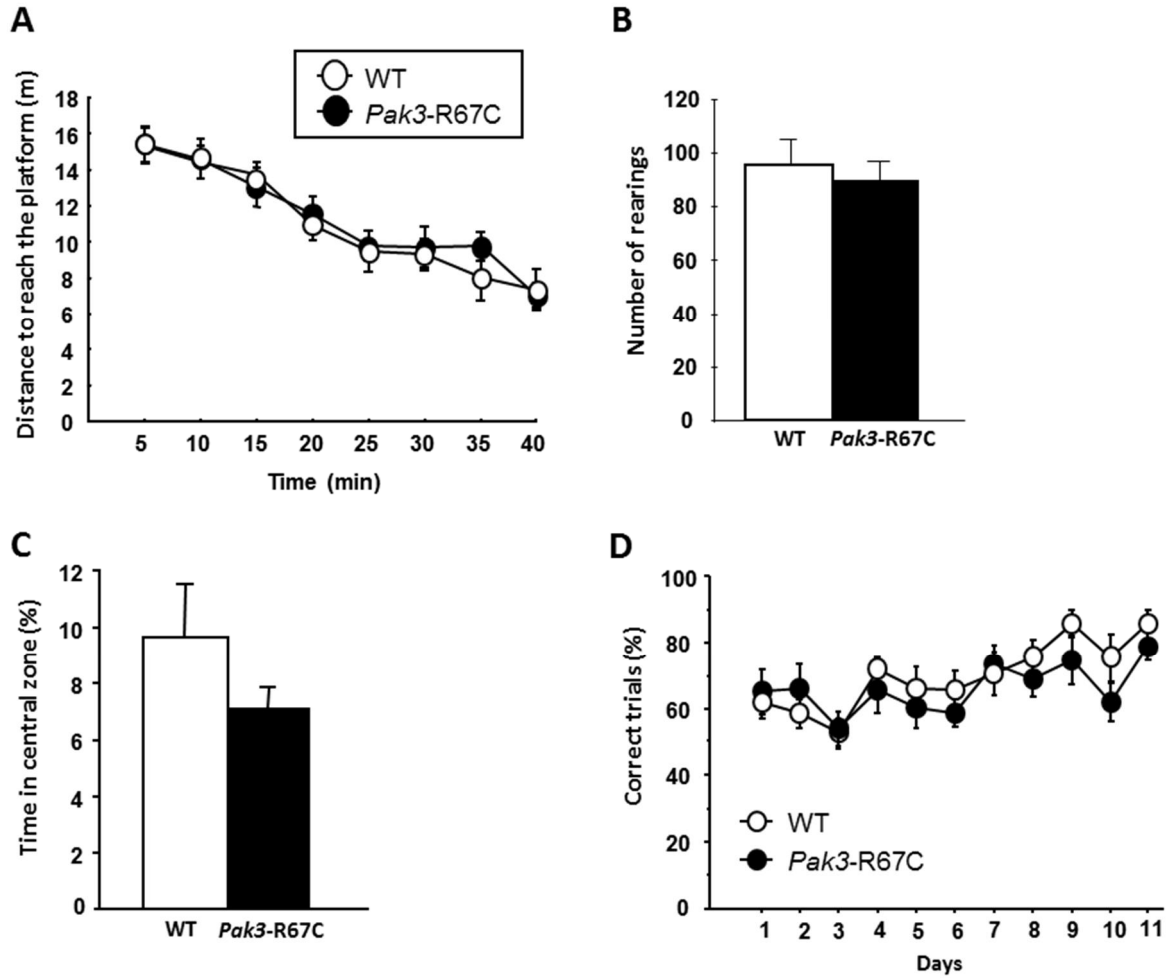 A
WT
Pak3-R67C
Distance to reach the platform (m)
18
16
14
12
10
8
6
4
2
0
5 10 15 20 25 30 35 40
Time (min)
B
Number of rearings
120
100
80
60
40
20
0
WT Pak3-R67C
C
Time in central zone (%)
12
10
8
6
4
2
0
WT Pak3-R67C
D
Correct trials (%)
100
80
60
40
20
0
WT
Pak3-R67C
1 2 3 4 5 6 7 8 9 10 11
Days